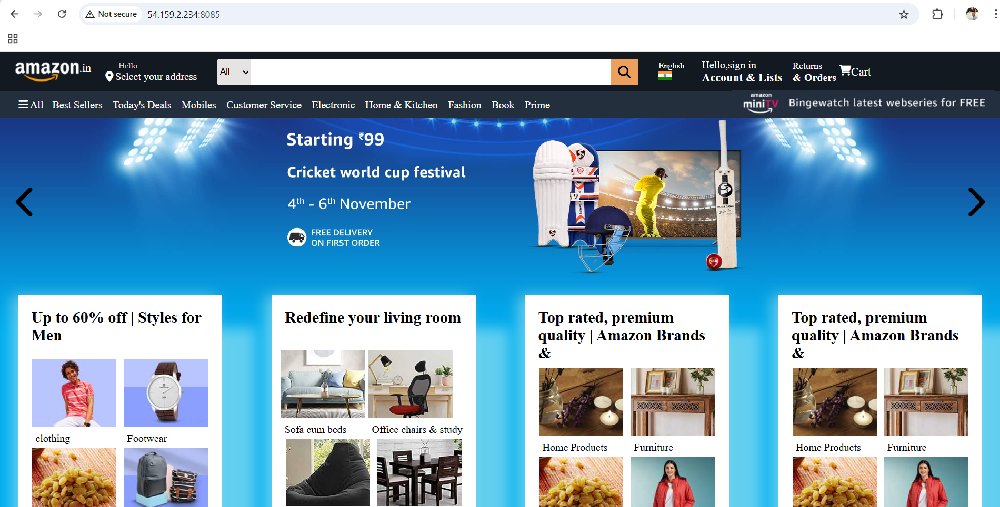 Not secure
54.159.2.234:8085
amazon.in
Hello
Select your address
All
English
Hello,sign in
Account & Lists
Returns
& Orders
Cart
All
Best Sellers
Today's Deals
Mobiles
Customer Service
Electronic
Home & Kitchen
Fashion
Book
Prime
amazon
miniTV
Bingewatch latest webseries for FREE
Starting ₹99
Cricket world cup festival
4th - 6th November
FREE DELIVERY
ON FIRST ORDER
SG
believe.
CLUB
Up to 60% off | Styles for
Men
clothing
Footwear
Redefine your living room
Sofa cum beds
Office chairs & study
Top rated, premium
quality | Amazon Brands
&
Home Products
Furniture
Top rated, premium
quality | Amazon Brands
&
Home Products
Furniture